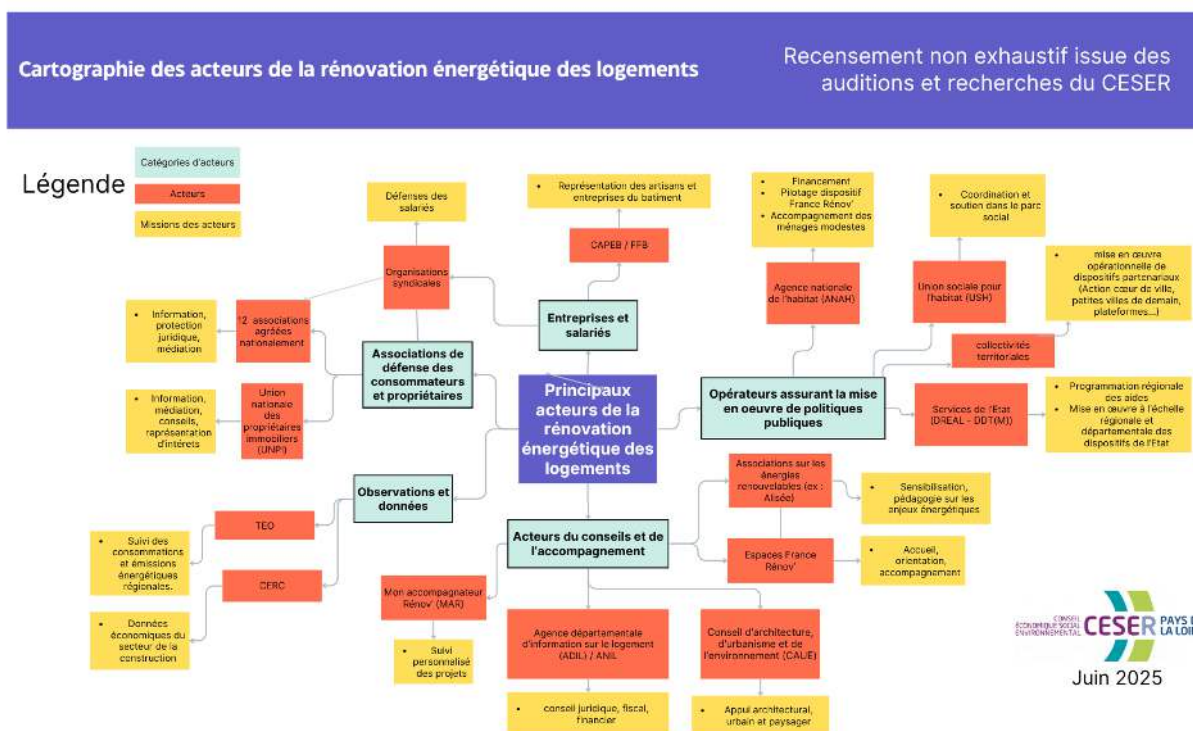 Cartographie des acteurs de la rénovation énergétique des logements
Recensement non exhaustif issue des
auditions et recherches du CESER
Légende
Catégories d'acteurs
Acteurs
Missions des acteurs
Défenses des
salariés
• Représentation des artisans et
entreprises du batiment
• Financement
• Pilotage dispositif
France Rénov'
• Accompagnement des
ménages modestes
• Coordination et
soutien dans le parc
social
Organisations
syndicales
CAPEB / FFB
Agence nationale
de l'habitat (ANAH)
Union sociale pour
l'habitat (USH)
• mise en œuvre
opérationnelle de
dispositifs partenariaux
(Action cœur de ville,
petites villes de demain,
plateformes...)
• Information,
protection
juridique,
médiation
12 associations
agréées
nationalement
Entreprises et
salariés
collectivités
territoriales
Associations de
défense des
consommateurs
et propriétaires
• Information,
médiation,
conseils,
représentation
d'intérets
Union
nationale des
propriétaires
immobiliers
(UNPI)
Principaux
acteurs de la
rénovation
énergétique des
logements
Opérateurs assurant la mise
en oeuvre de politiques
publiques
Services de l'Etat
(DREAL - DDT(M))
• Programmation régionale
des aides
• Mise en œuvre à l'échelle
régionale et
départementale des
dispositifs de l'Etat
Observations et
données
Associations sur les
énergies
renouvelables (ex :
Alisée)
• Sensibilisation,
pédagogie sur les
enjeux énergétiques
TEO
• Suivi des
consommations
et émissions
énergétiques
régionales.
Acteurs du conseils et de
l'accompagnement
Espaces France
Rénov'
• Accueil,
orientation,
accompagnement
CERC
Mon accompagnateur
Rénov' (MAR)
• Données
économiques du
secteur de la
construction
• Suivi
personnalisé
des projets
Agence départementale
d'information sur le logement
(ADIL) / ANIL
Conseil d'architecture,
d'urbanisme et de
l'environnement (CAUE)
• conseil juridique, fiscal,
financier
• Appui architectural,
urbain et paysager
CONSEIL
ÉCONOMIQUE SOCIAL
ENVIRONNEMENTAL
CESER
PAYS D
LA LOI
Juin 2025